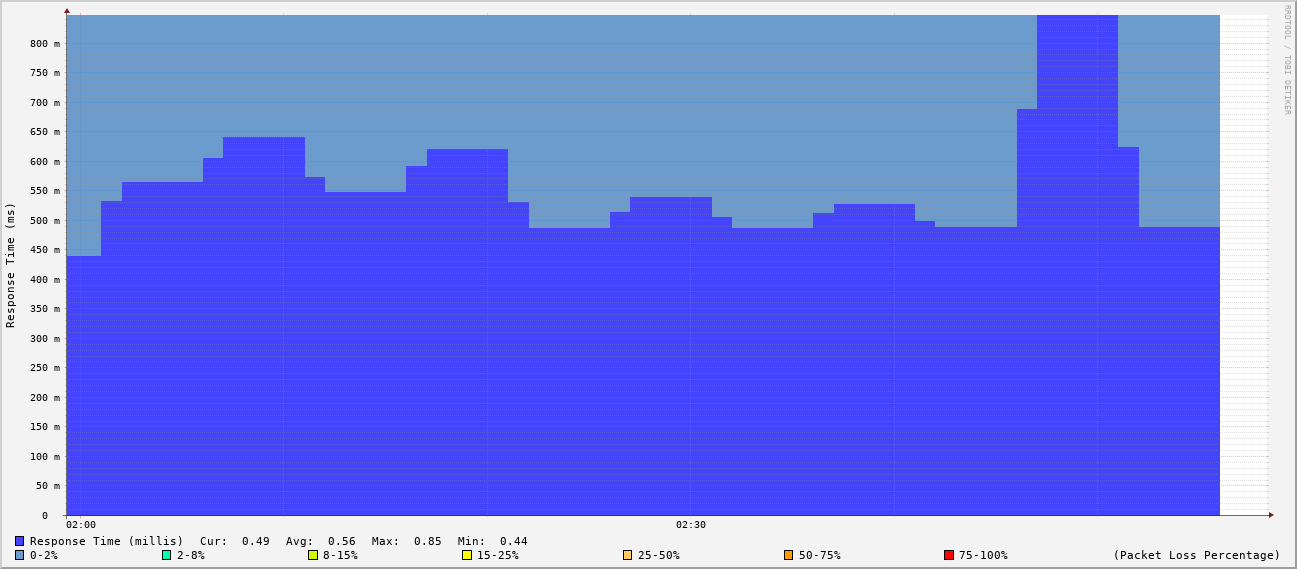 RRDTOOL / TOBI OETIKER
Response Time (ms)
800 m
750 m
700 m
650 m
600 m
550 m
500 m
450 m
400 m
350 m
300 m
250 m
200 m
150 m
100 m
50 m
0
02:00 02:30
Response Time (millis) Cur: 0.49 Avg: 0.56 Max: 0.85 Min: 0.44
0-2% 2-8% 8-15% 15-25% 25-50% 50-75% 75-100% (Packet Loss Percentage)